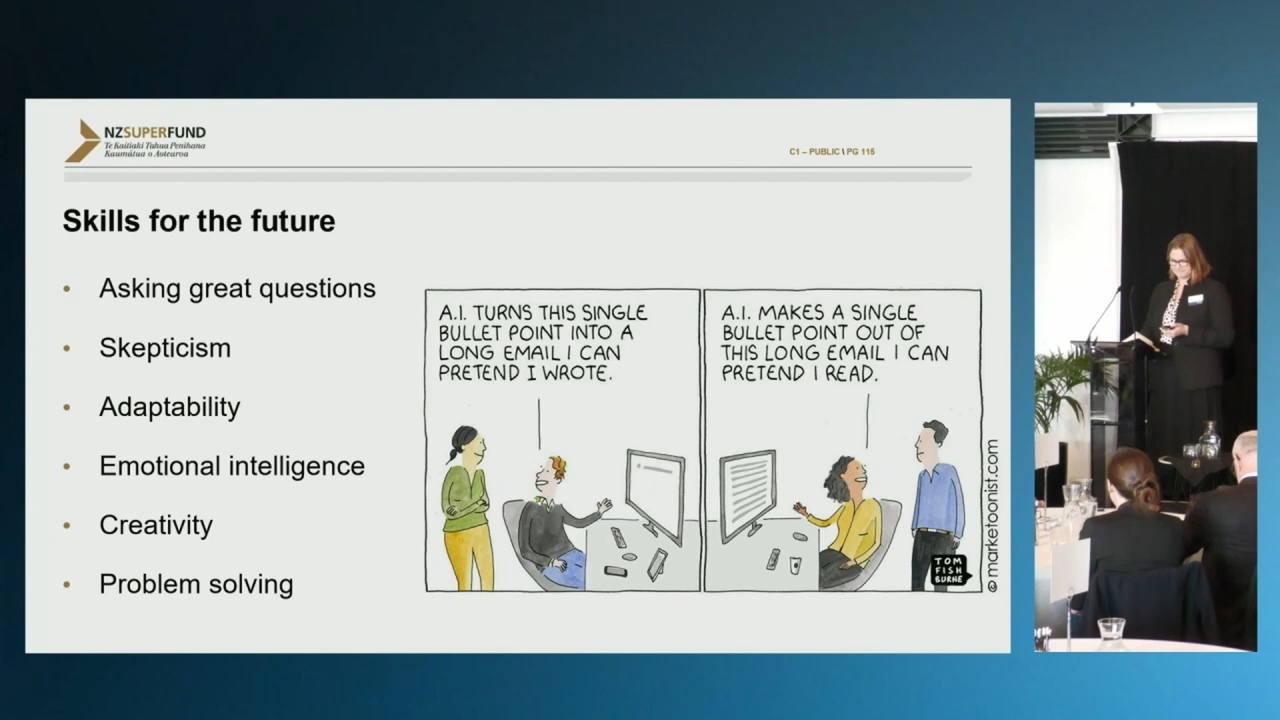 NZSUPERFUND
Te Kaitiaki Tahua Penihana
Kaumātua o Aotearoa
C1 – PUBLIC \ PG 115
Skills for the future
• Asking great questions
• Skepticism
• Adaptability
• Emotional intelligence
• Creativity
• Problem solving
A.I. TURNS THIS SINGLE
BULLET POINT INTO A
LONG EMAIL I CAN
PRETEND I WROTE.
A.I. MAKES A SINGLE
BULLET POINT OUT OF
THIS LONG EMAIL I CAN
PRETEND I READ.
TOM
FISH
BURNE
© marketoonist.com